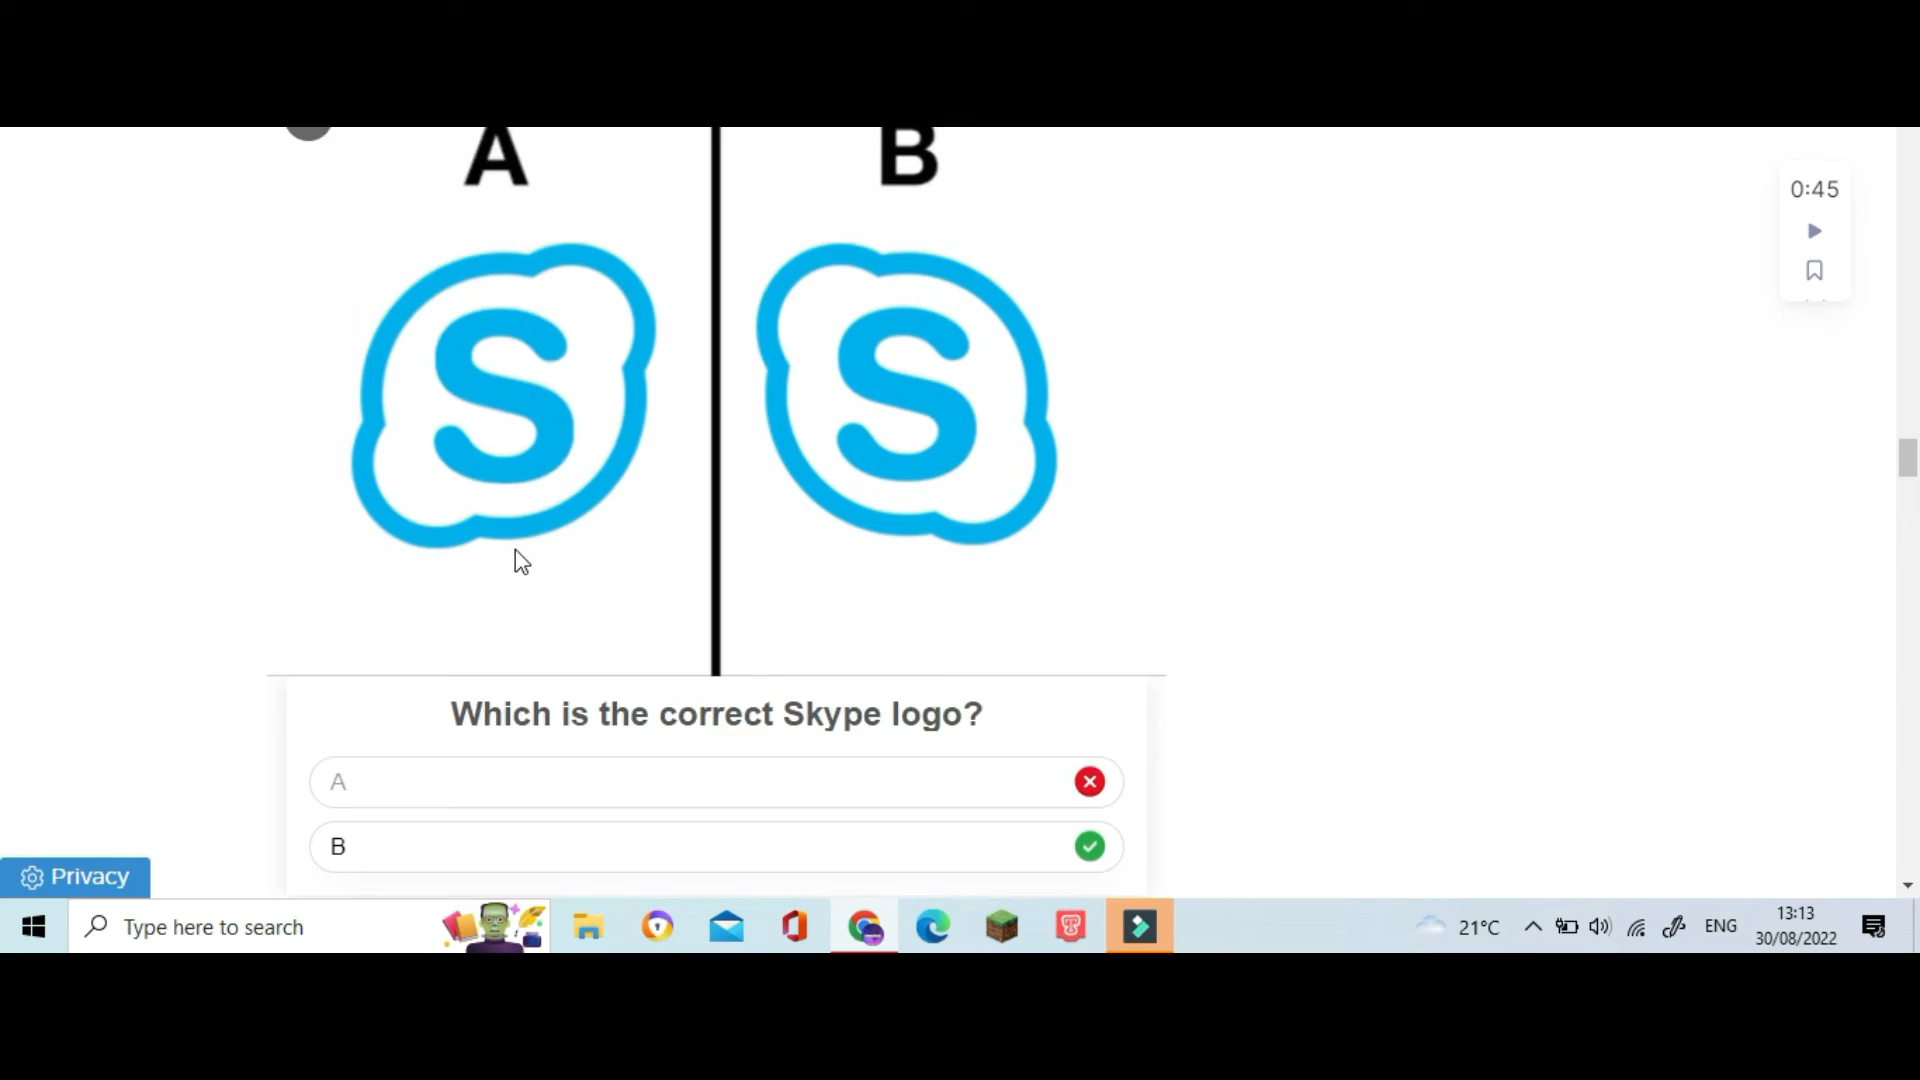 A
B
0:45
S
S
Which is the correct Skype logo?
A
B
Privacy
Type here to search
21°C
ENG
13:13
30/08/2022